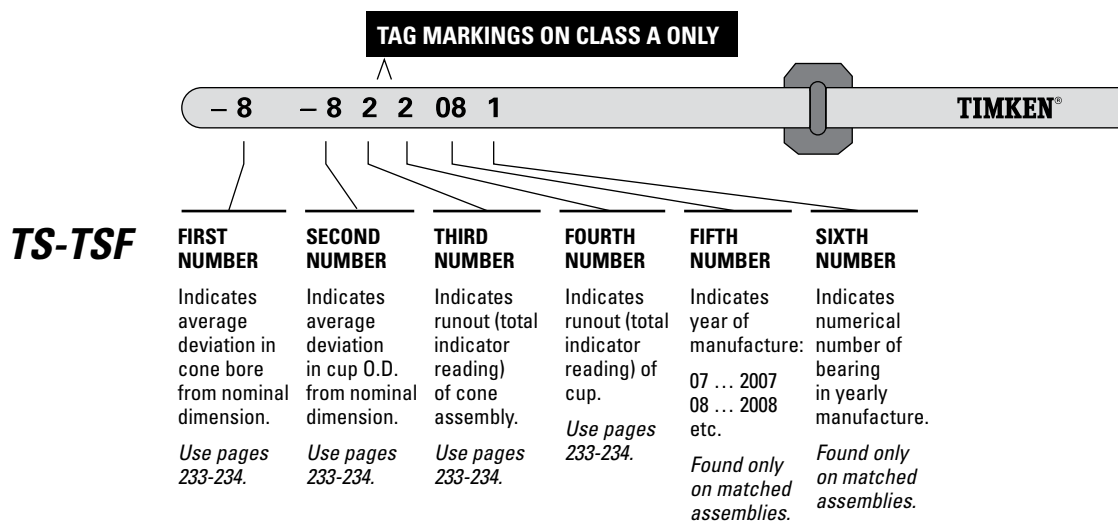 TAG MARKINGS ON CLASS A ONLY
– 8 – 8 2 2 08 1
TIMKEN®
TS-TSF
FIRST
NUMBER
Indicates
average
deviation in
cone bore
from nominal
dimension.
Use pages
233-234.
SECOND
NUMBER
Indicates
average
deviation
in cup O.D.
from nominal
dimension.
Use pages
233-234.
THIRD
NUMBER
Indicates
runout (total
indicator
reading)
of cone
assembly.
Use pages
233-234.
FOURTH
NUMBER
Indicates
runout (total
indicator
reading) of
cup.
Use pages
233-234.
FIFTH
NUMBER
Indicates
year of
manufacture:
07 … 2007
08 … 2008
etc.
Found only
on matched
assemblies.
SIXTH
NUMBER
Indicates
numerical
number of
bearing
in yearly
manufacture.
Found only
on matched
assemblies.